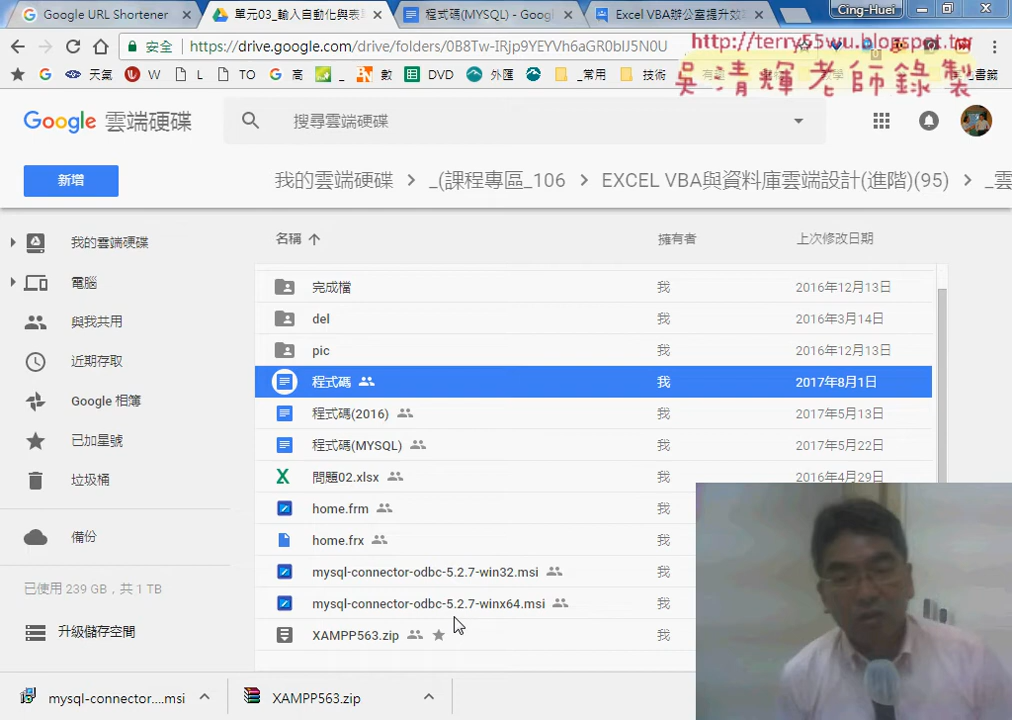 Google URL Shortener
單元03_輸入自動化與表
程式碼(MYSQL) - Googl
Excel VBA辦公室提升效
Cing-Huei
安全
https://drive.google.com/drive/folders/0B8Tw-IRjp9YEYVh6aGR0blJ5N0U
http://terry55wu.blogspot.tw
吳清輝老師錄製
天氣
W
L
TO
高
_
數
DVD
外匯
_常用
技術
Google 雲端硬碟
搜尋雲端硬碟
新增
我的雲端硬碟 > _(課程專區_106 > EXCEL VBA與資料庫雲端設計(進階)(95) > _雲
我的雲端硬碟
電腦
與我共用
近期存取
Google 相簿
已加星號
垃圾桶
備份
已使用 239 GB，共 1 TB
升級儲存空間
名稱 擁有者 上次修改日期
完成檔 我 2016年12月13日
del 我 2016年3月14日
pic 我 2016年12月13日
程式碼 我 2017年8月1日
程式碼(2016) 我 2017年5月13日
程式碼(MYSQL) 我 2017年5月22日
問題02.xlsx 我 2016年4月29日
home.frm 我
home.frx 我
mysql-connector-odbc-5.2.7-win32.msi 我
mysql-connector-odbc-5.2.7-winx64.msi 我
XAMPP563.zip 我
mysql-connector....msi
XAMPP563.zip